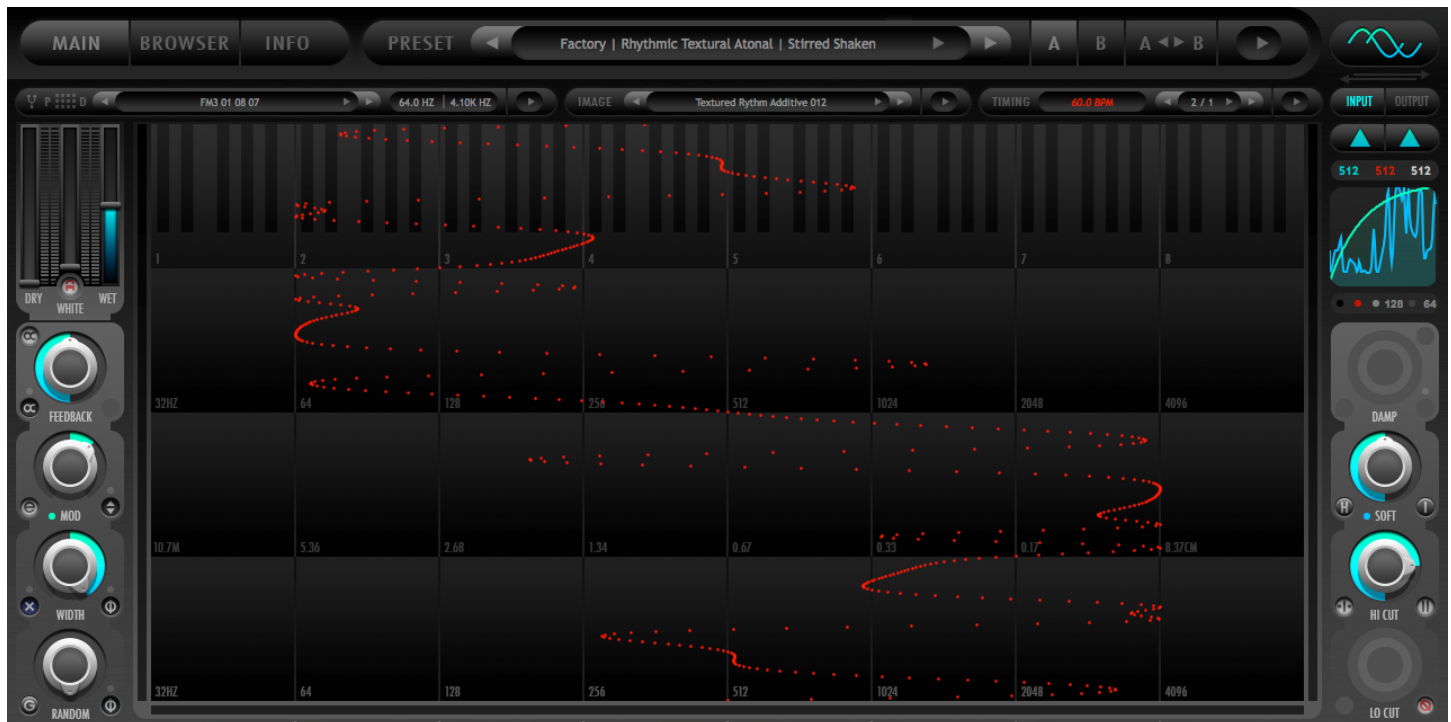 MAIN BROWSER INFO PRESET Factory | Rhythmic Textural Atonal | Stirred Shaken A B A B
P D FM3 01 08 07 64.0 HZ | 4.10K HZ IMAGE Textured Rythm Additive 012 TIMING 60.0 BPM 2 / 1 INPUT OUTPUT
512 512 512
1 2 3 4 5 6 7 8
DRY WHITE WET
128 64
32HZ 64 128 256 512 1024 2048 4096
FEEDBACK
DAMP
MOD
H I
SOFT
10.7M 5.36 2.68 1.34 0.67 0.33 0.17 8.37CM
WIDTH
HI CUT
32HZ 64 128 256 512 1024 2048 4096
G
RANDOM
LO CUT